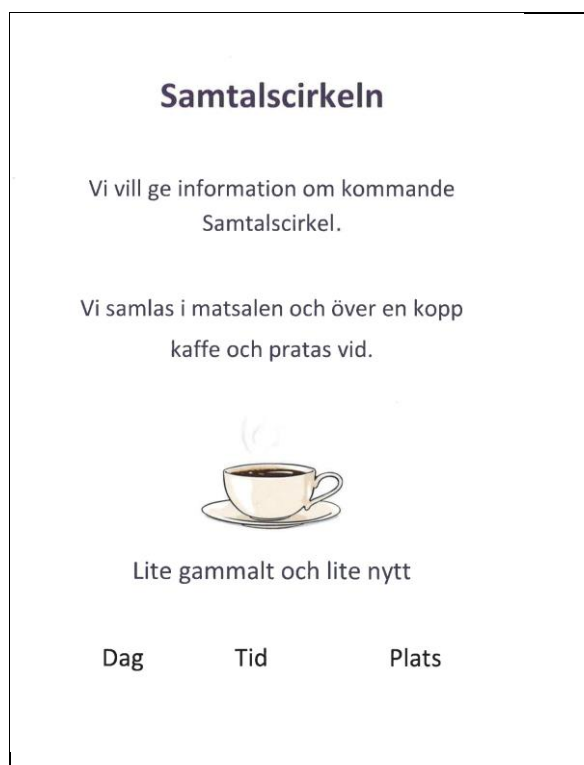 Samtalscirkeln
Vi vill ge information om kommande
Samtalscirkel.
Vi samlas i matsalen och över en kopp
kaffe och pratas vid.
Lite gammalt och lite nytt
Dag Tid Plats